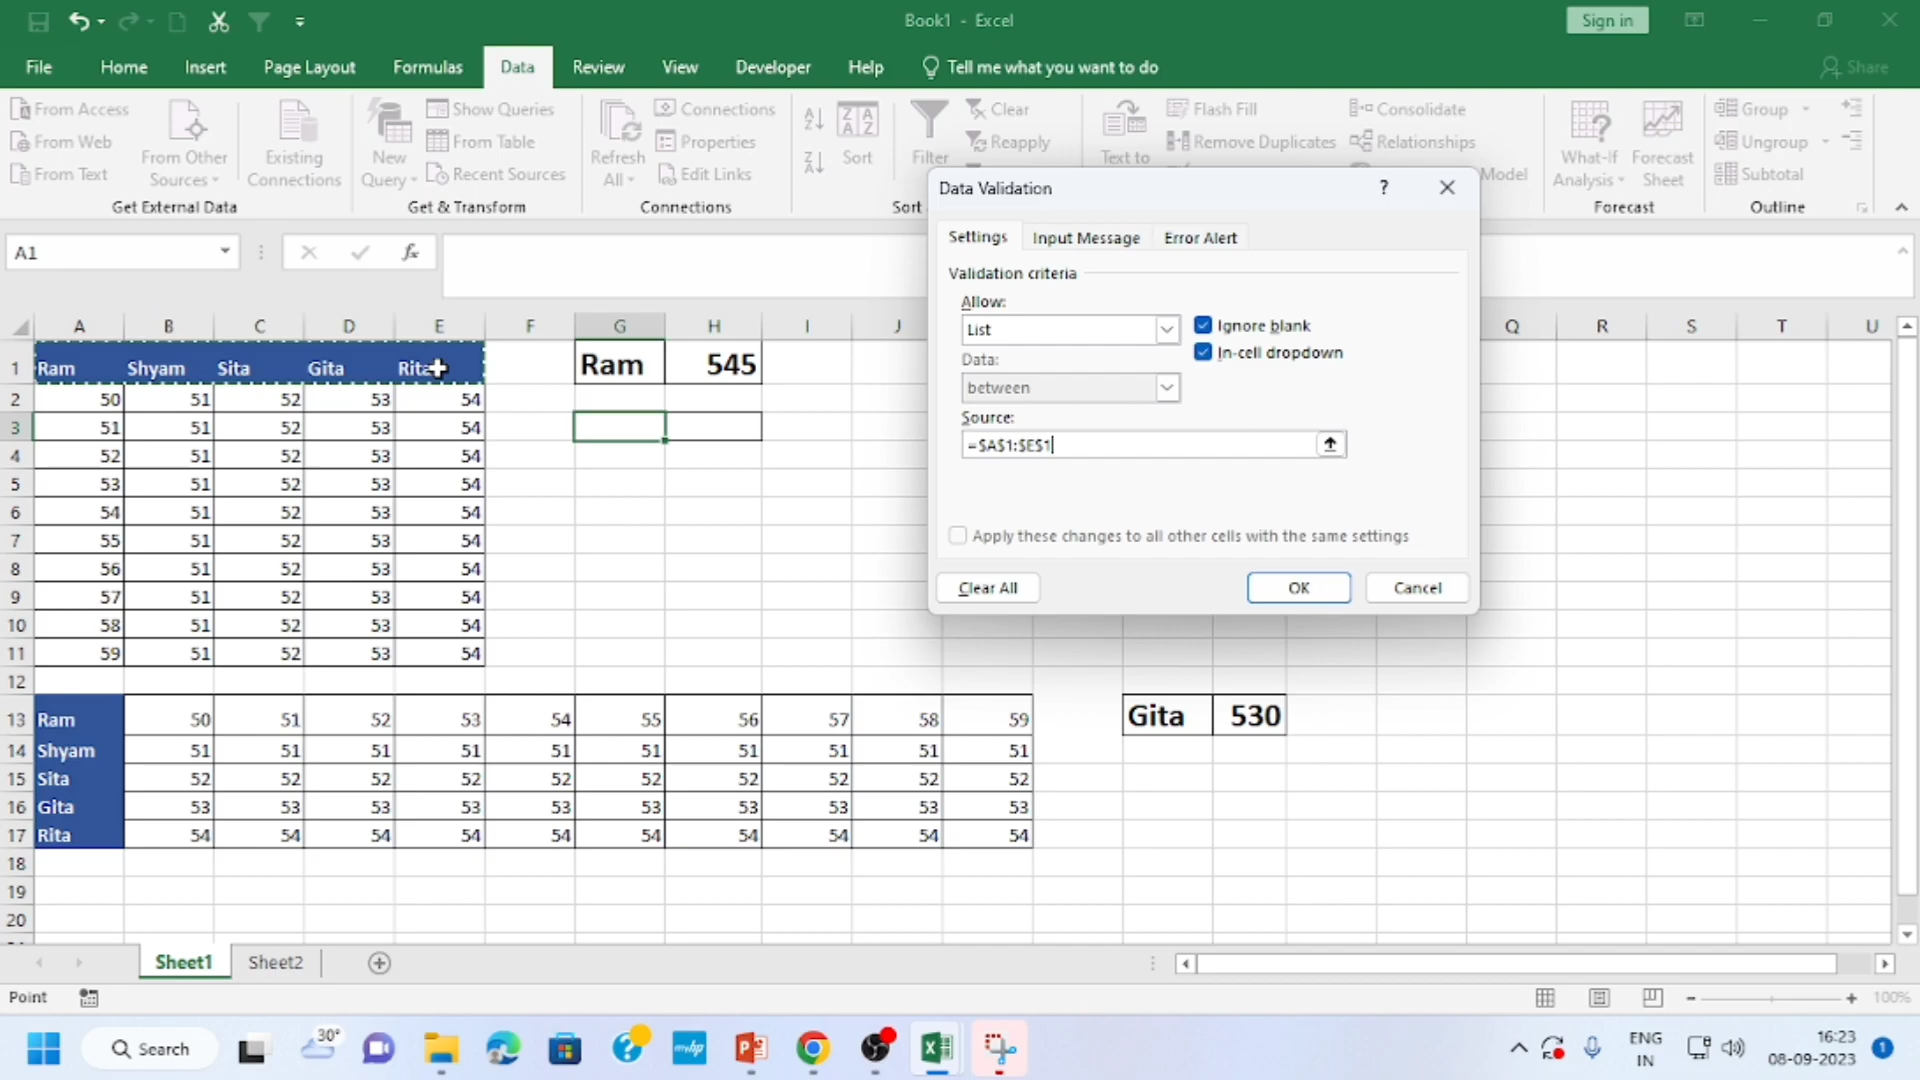 Book1 - Excel
Sign in
File Home Insert Page Layout Formulas Data Review View Developer Help Tell me what you want to do Share
From Access
From Web
From Text
From Other Sources
Existing Connections
Get External Data
New Query
Show Queries
From Table
Recent Sources
Get & Transform
Refresh All
Connections
Properties
Edit Links
Connections
Sort
Sort
Filter
Clear
Reapply
Text to
Flash Fill
Remove Duplicates
Consolidate
Relationships
Model
What-If Analysis
Forecast Sheet
Forecast
Group
Ungroup
Subtotal
Outline
A1
fx
Data Validation ?
Settings Input Message Error Alert
Validation criteria
Allow:
List
Ignore blank
Data:
In-cell dropdown
between
Source:
=$A$1:$E$1
Apply these changes to all other cells with the same settings
Clear All OK Cancel
A B C D E F G H I J Q R S T U
1 Ram Shyam Sita Gita Rita Ram 545
2 50 51 52 53 54
3 51 51 52 53 54
4 52 51 52 53 54
5 53 51 52 53 54
6 54 51 52 53 54
7 55 51 52 53 54
8 56 51 52 53 54
9 57 51 52 53 54
10 58 51 52 53 54
11 59 51 52 53 54
12
13 Ram 50 51 52 53 54 55 56 57 58 59 Gita 530
14 Shyam 51 51 51 51 51 51 51 51 51 51
15 Sita 52 52 52 52 52 52 52 52 52 52
16 Gita 53 53 53 53 53 53 53 53 53 53
17 Rita 54 54 54 54 54 54 54 54 54 54
18
19
20
Sheet1 Sheet2
Point
100%
Search
30°
ENG
IN
16:23
08-09-2023
1